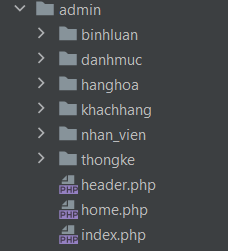 admin
binhluan
danhmuc
hanghoa
khachhang
nhan_vien
thongke
PHP header.php
PHP home.php
PHP index.php